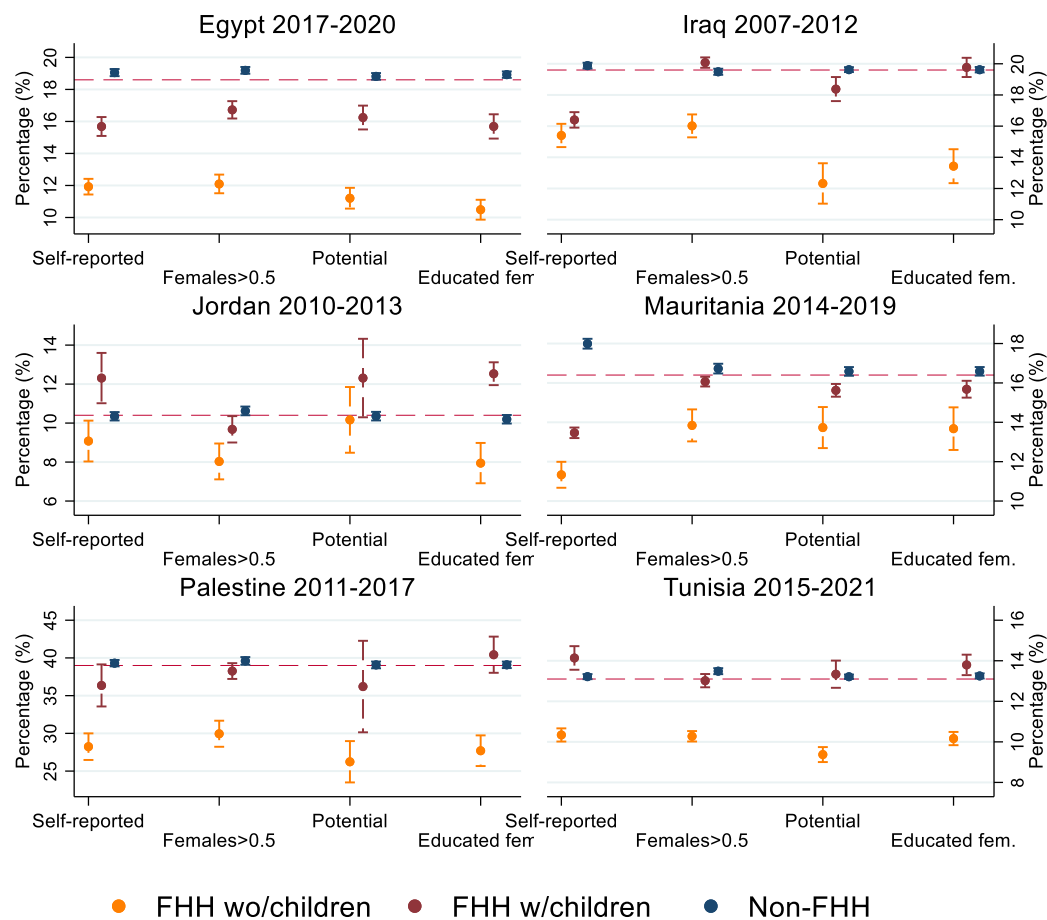 Egypt 2017-2020
Percentage (%)
20
18
16
14
12
10
Self-reported
Females>0.5
Potential
Educated fem
Iraq 2007-2012
Percentage (%)
20
18
16
14
12
10
Self-reported
Females>0.5
Potential
Educated fem.
Jordan 2010-2013
Percentage (%)
14
12
10
8
6
Self-reported
Females>0.5
Potential
Educated fem
Mauritania 2014-2019
Percentage (%)
18
16
14
12
10
Self-reported
Females>0.5
Potential
Educated fem.
Palestine 2011-2017
Percentage (%)
45
40
35
30
25
Self-reported
Females>0.5
Potential
Educated fem
Tunisia 2015-2021
Percentage (%)
16
14
12
10
8
Self-reported
Females>0.5
Potential
Educated fem.
FHH wo/children
FHH w/children
Non-FHH